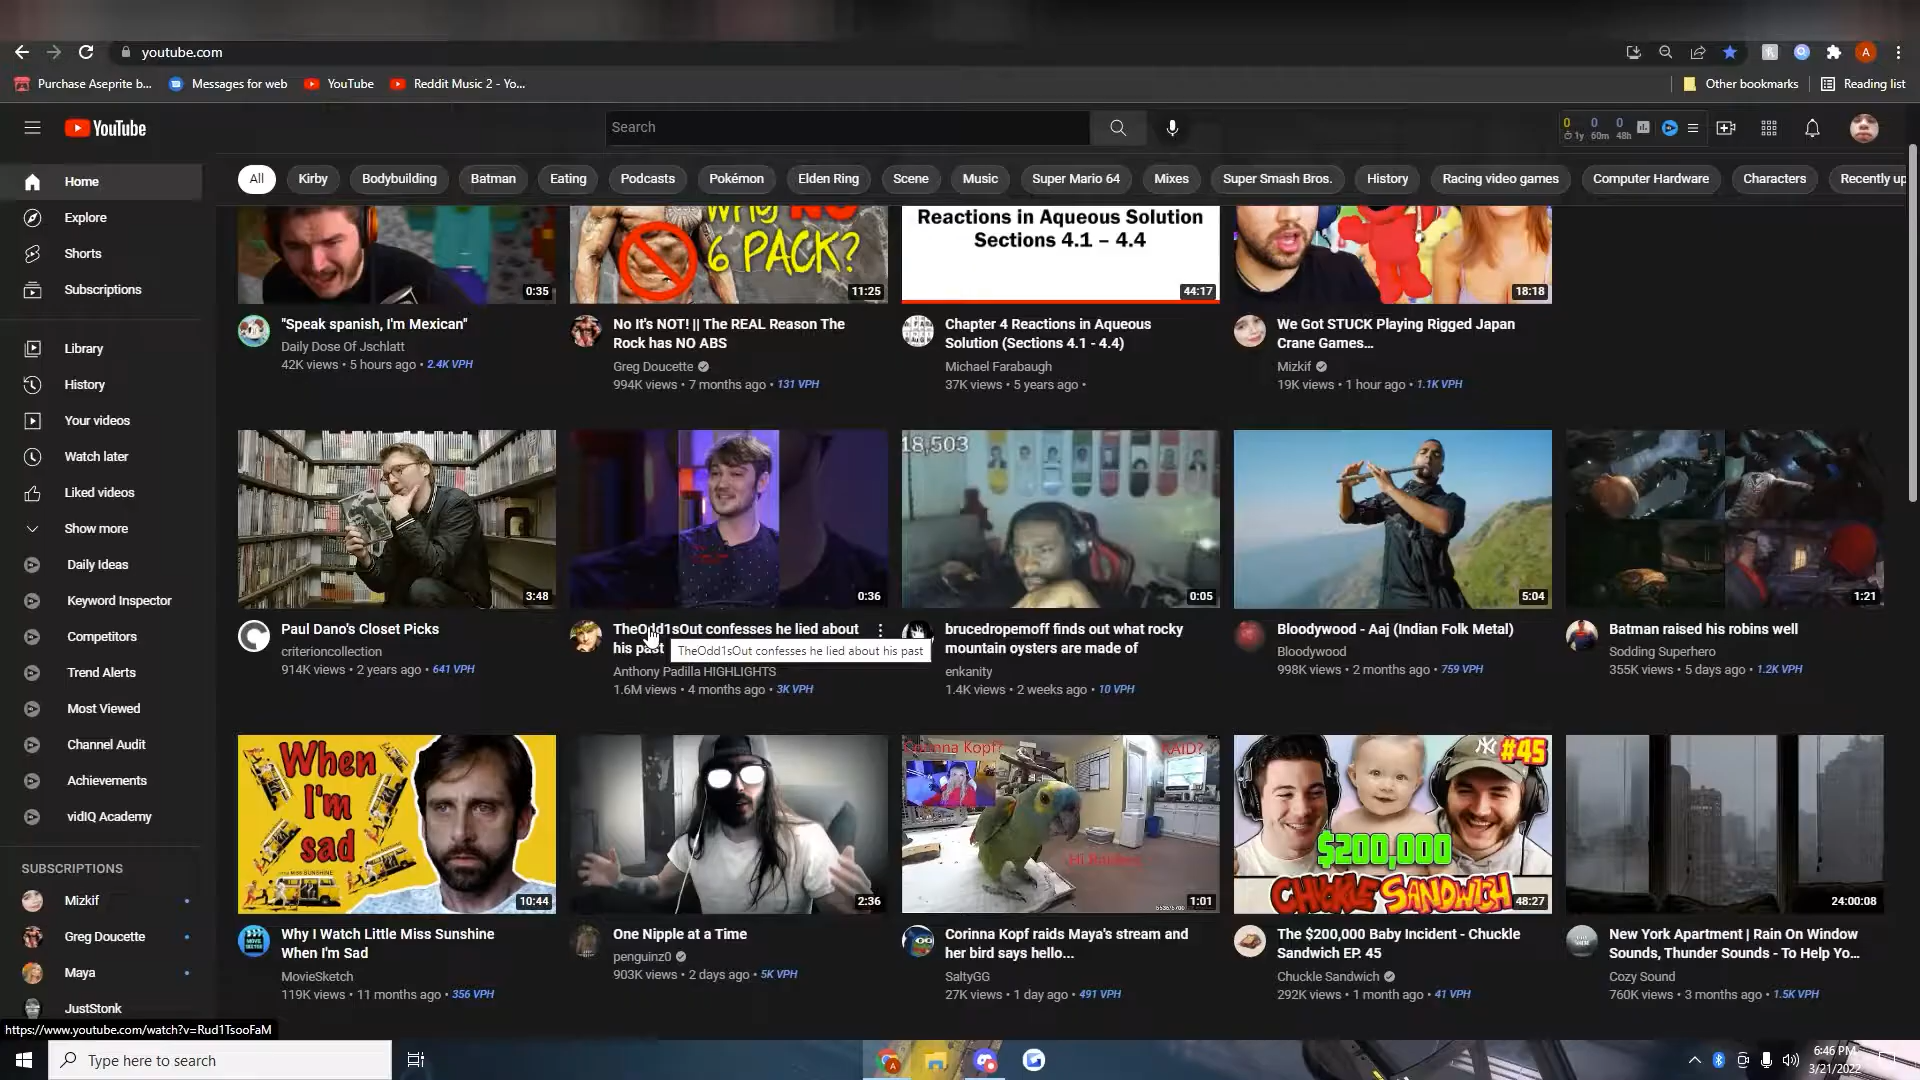 youtube.com
Purchase Aseprite b...
Messages for web
YouTube
Reddit Music 2 - Yo...
Other bookmarks
Reading list
YouTube
Search
0 0 0
1y 60m 48h
Home
Explore
Shorts
Subscriptions
Library
History
Your videos
Watch later
Liked videos
Show more
Daily Ideas
Keyword Inspector
Competitors
Trend Alerts
Most Viewed
Channel Audit
Achievements
vidIQ Academy
SUBSCRIPTIONS
Mizkif
Greg Doucette
Maya
JustStonk
All
Kirby
Bodybuilding
Batman
Eating
Podcasts
Pokémon
Elden Ring
Scene
Music
Super Mario 64
Mixes
Super Smash Bros.
History
Racing video games
Computer Hardware
Characters
Recently up
0:35
"Speak spanish, I'm Mexican"
Daily Dose Of Jschlatt
42K views • 5 hours ago • 2.4K VPH
WHY NO
6 PACK?
11:25
No It's NOT! || The REAL Reason The
Rock has NO ABS
Greg Doucette
994K views • 7 months ago • 131 VPH
Reactions in Aqueous Solution
Sections 4.1 – 4.4
44:17
Chapter 4 Reactions in Aqueous
Solution (Sections 4.1 - 4.4)
Michael Farabaugh
37K views • 5 years ago •
18:18
We Got STUCK Playing Rigged Japan
Crane Games...
Mizkif
19K views • 1 hour ago • 1.1K VPH
3:48
Paul Dano's Closet Picks
criterioncollection
914K views • 2 years ago • 641 VPH
0:36
TheOdd1sOut confesses he lied about
his past
TheOdd1sOut confesses he lied about his past
Anthony Padilla HIGHLIGHTS
1.6M views • 4 months ago • 3K VPH
18,503
0:05
brucedropemoff finds out what rocky
mountain oysters are made of
enkanity
1.4K views • 2 weeks ago • 10 VPH
5:04
Bloodywood - Aaj (Indian Folk Metal)
Bloodywood
998K views • 2 months ago • 759 VPH
1:21
Batman raised his robins well
Sodding Superhero
355K views • 5 days ago • 1.2K VPH
When
I'm
sad
10:44
Why I Watch Little Miss Sunshine
When I'm Sad
MovieSketch
119K views • 11 months ago • 356 VPH
2:36
One Nipple at a Time
penguinz0
903K views • 2 days ago • 5K VPH
Corinna Kopf?
RAID?
Hi Raiders
1:01
Corinna Kopf raids Maya's stream and
her bird says hello...
SaltyGG
27K views • 1 day ago • 491 VPH
#45
$200,000
CHUCKLE SANDWICH
48:27
The $200,000 Baby Incident - Chuckle
Sandwich EP. 45
Chuckle Sandwich
292K views • 1 month ago • 41 VPH
24:00:08
New York Apartment | Rain On Window
Sounds, Thunder Sounds - To Help Yo...
Cozy Sound
760K views • 3 months ago • 1.5K VPH
https://www.youtube.com/watch?v=Rud1TsooFaM
Type here to search
6:46 PM
3/21/2022